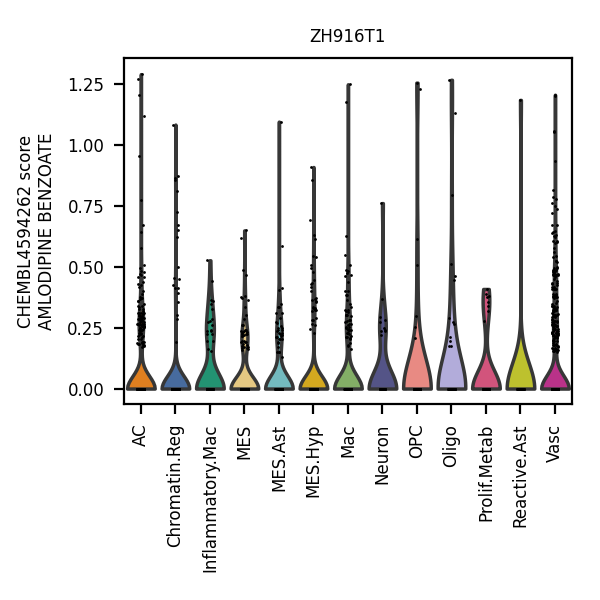 ZH916T1
CHEMBL4594262 score
AMLODIPINE BENZOATE
1.25
1.00
0.75
0.50
0.25
0.00
AC
Chromatin.Reg
Inflammatory.Mac
MES
MES.Ast
MES.Hyp
Mac
Neuron
OPC
Oligo
Prolif.Metab
Reactive.Ast
Vasc